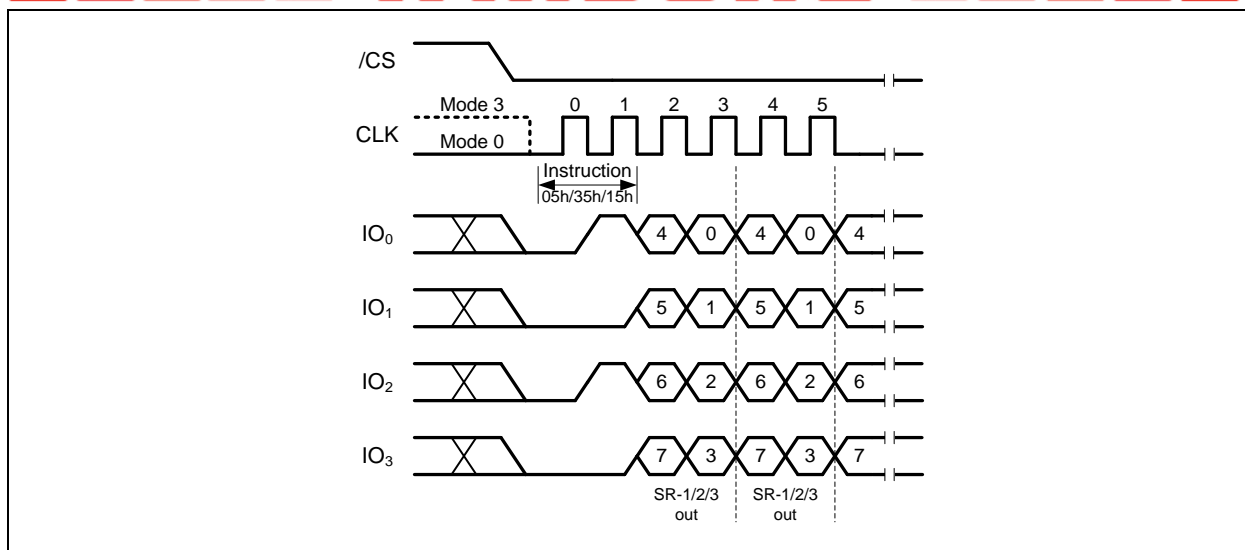 /CS
Mode 3 0 1 2 3 4 5
CLK
Mode 0
Instruction
05h/35h/15h
IO₀ 4 0 4 0 4
IO₁ 5 1 5 1 5
IO₂ 6 2 6 2 6
IO₃ 7 3 7 3 7
SR-1/2/3 SR-1/2/3
out out